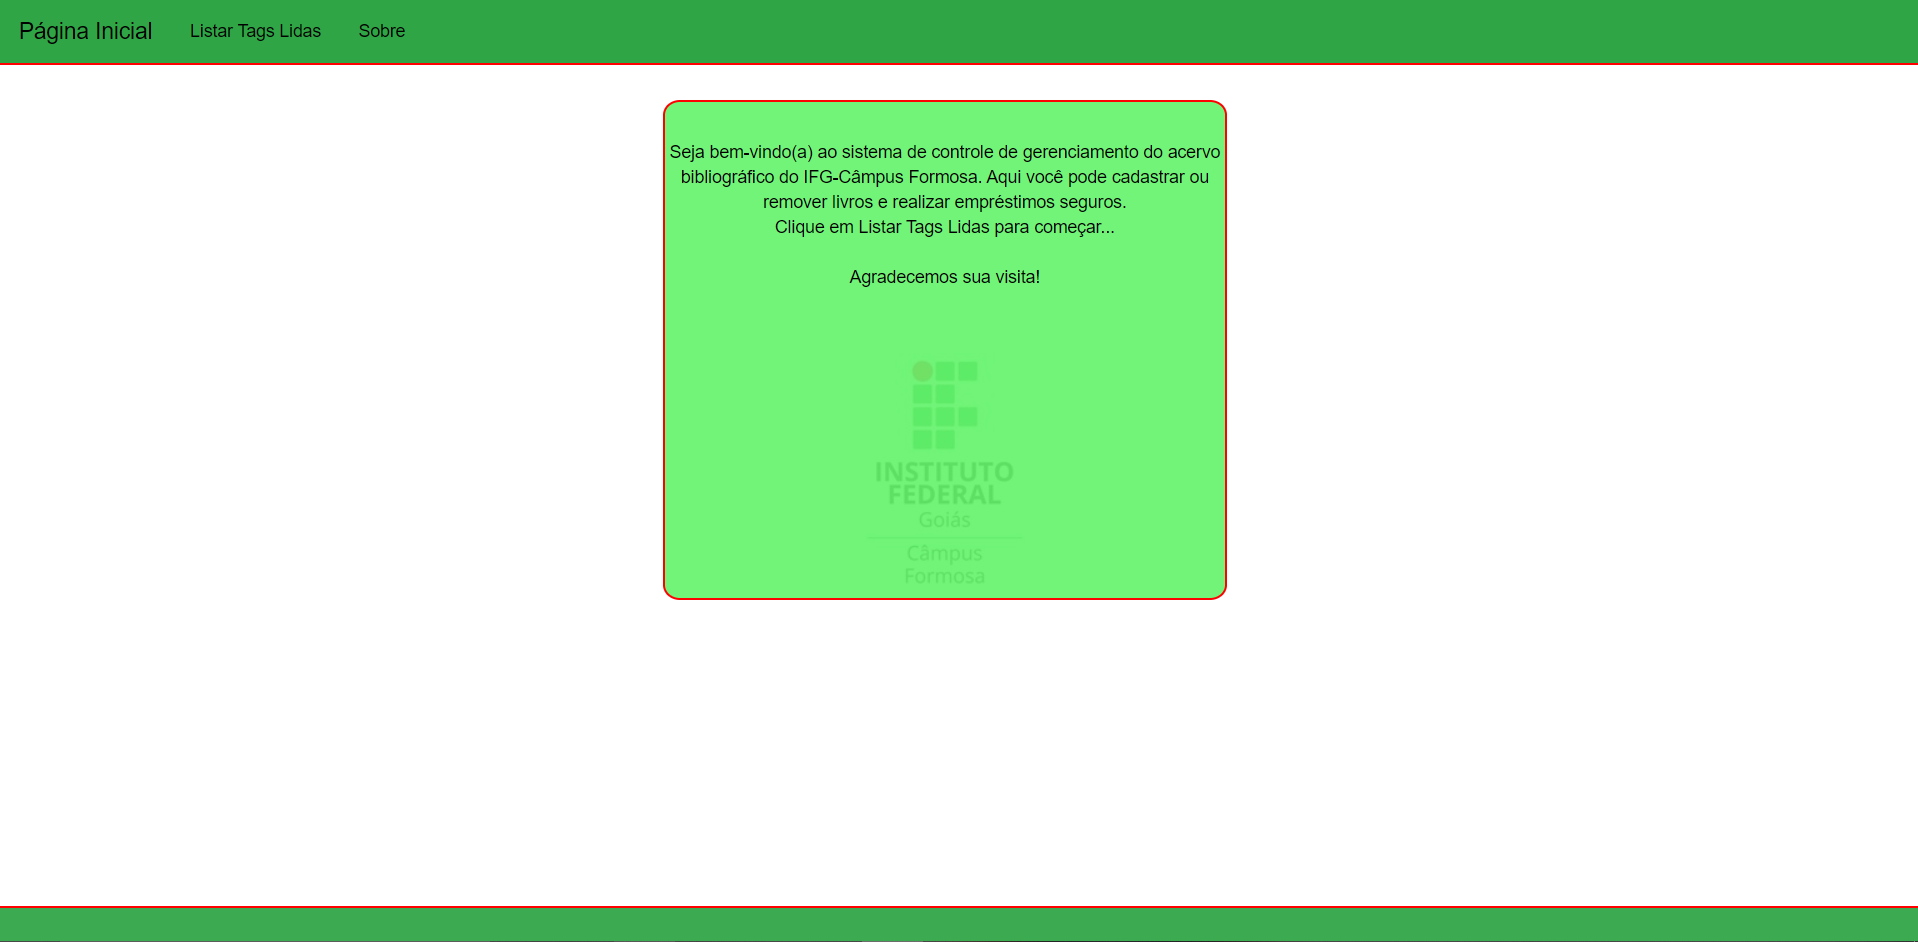 Página Inicial Listar Tags Lidas Sobre
Seja bem-vindo(a) ao sistema de controle de gerenciamento do acervo
bibliográfico do IFG-Câmpus Formosa. Aqui você pode cadastrar ou
remover livros e realizar empréstimos seguros.
Clique em Listar Tags Lidas para começar...
Agradecemos sua visita!
INSTITUTO
FEDERAL
Goiás
Câmpus
Formosa